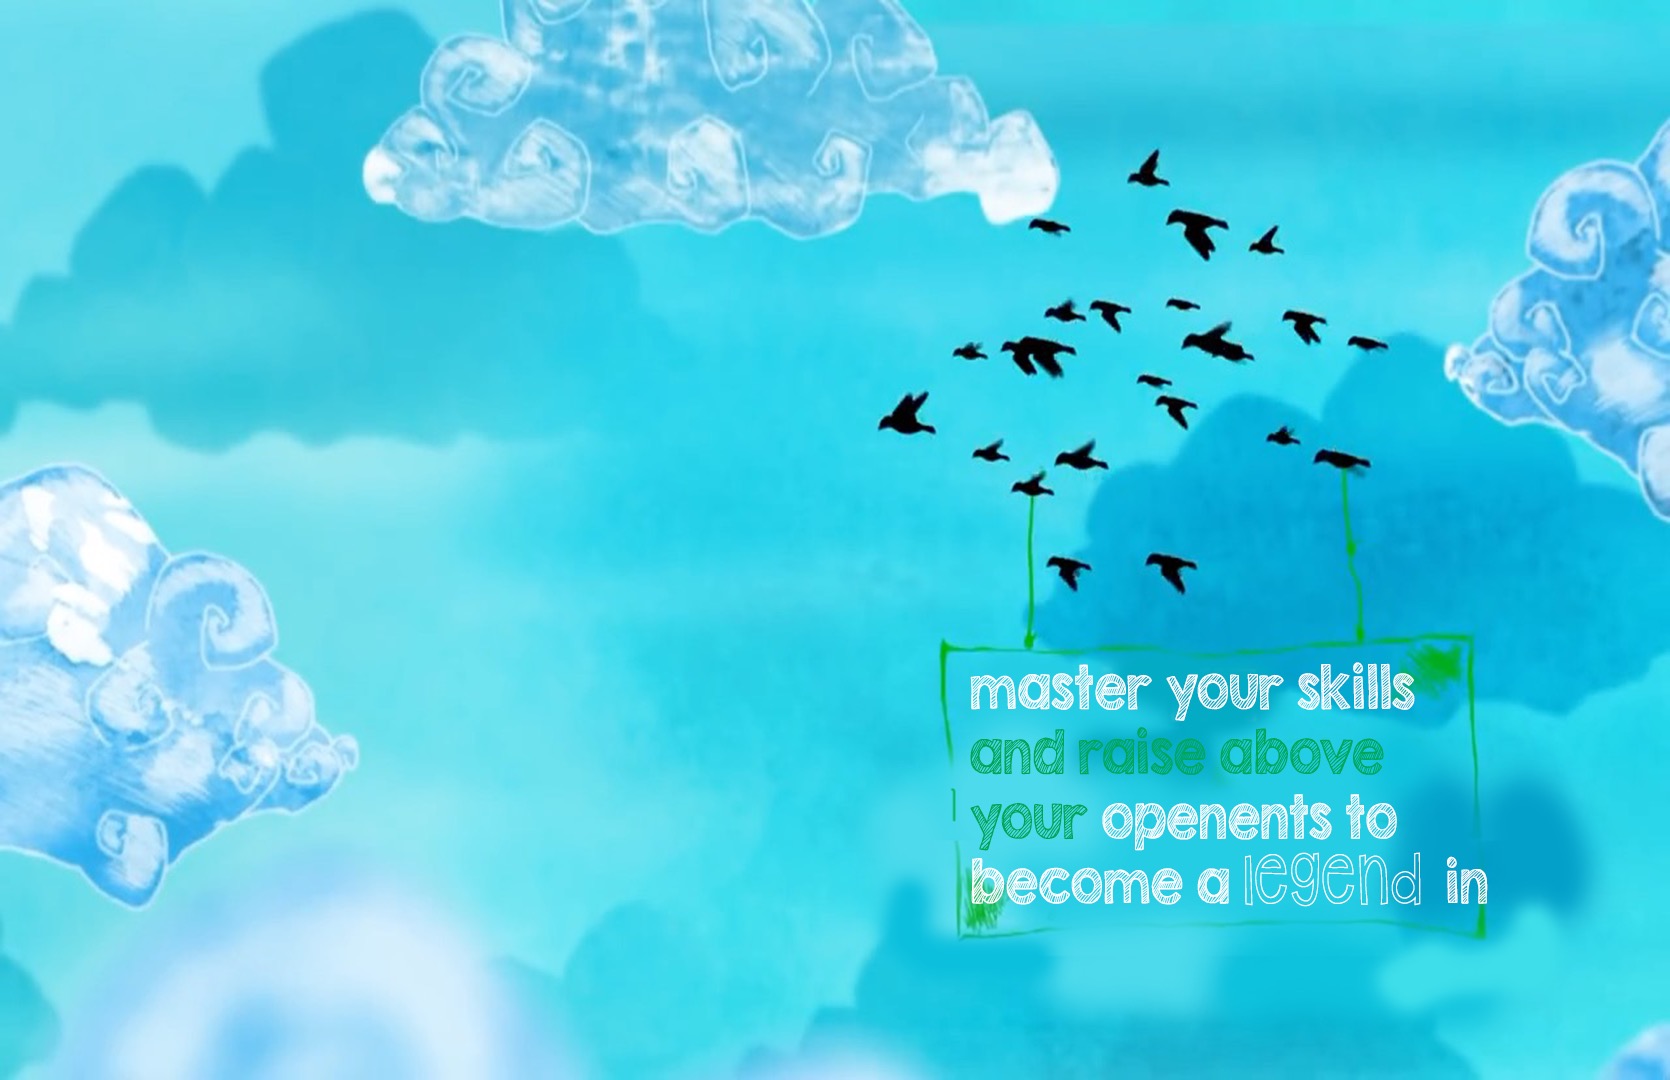 master your skills
and raise above
your openents to
become a legend in